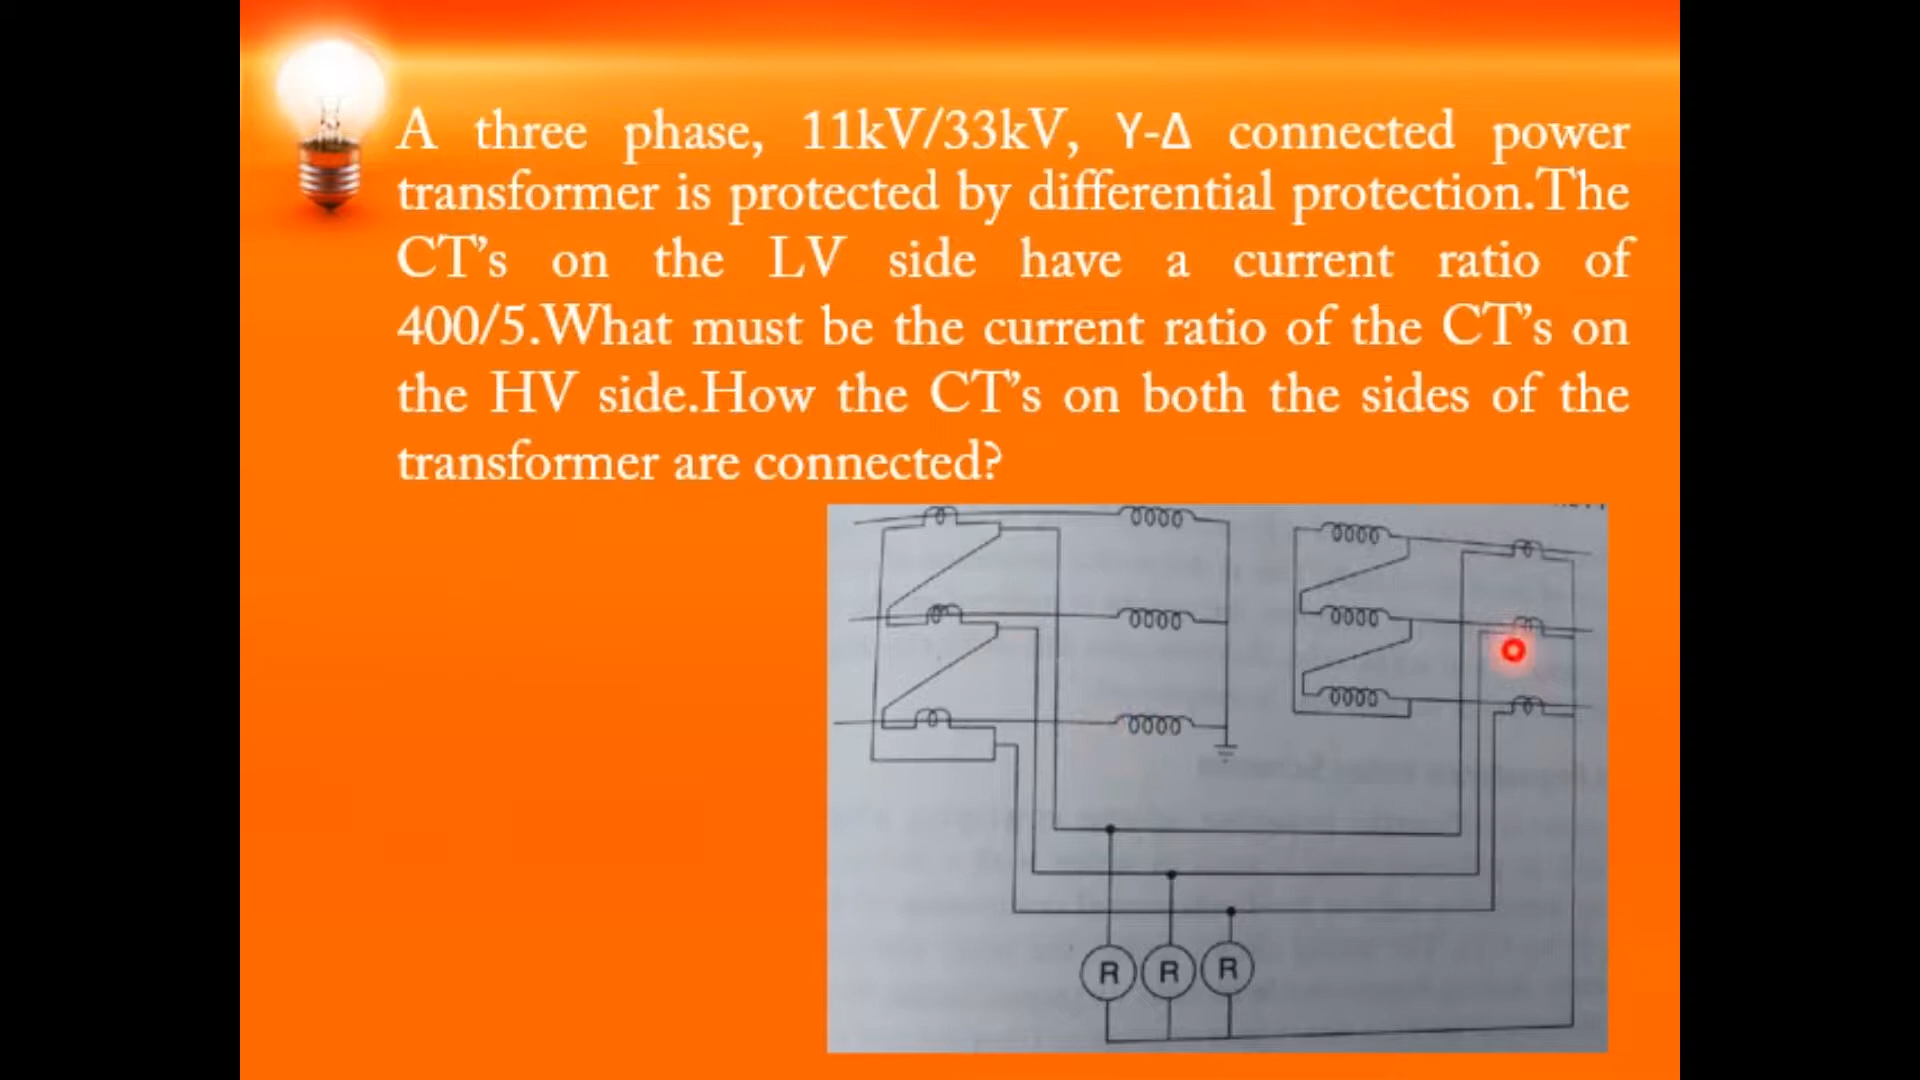 A three phase, 11kV/33kV, Y-Δ connected power
transformer is protected by differential protection.The
CT's on the LV side have a current ratio of
400/5.What must be the current ratio of the CT's on
the HV side.How the CT's on both the sides of the
transformer are connected?
R R R